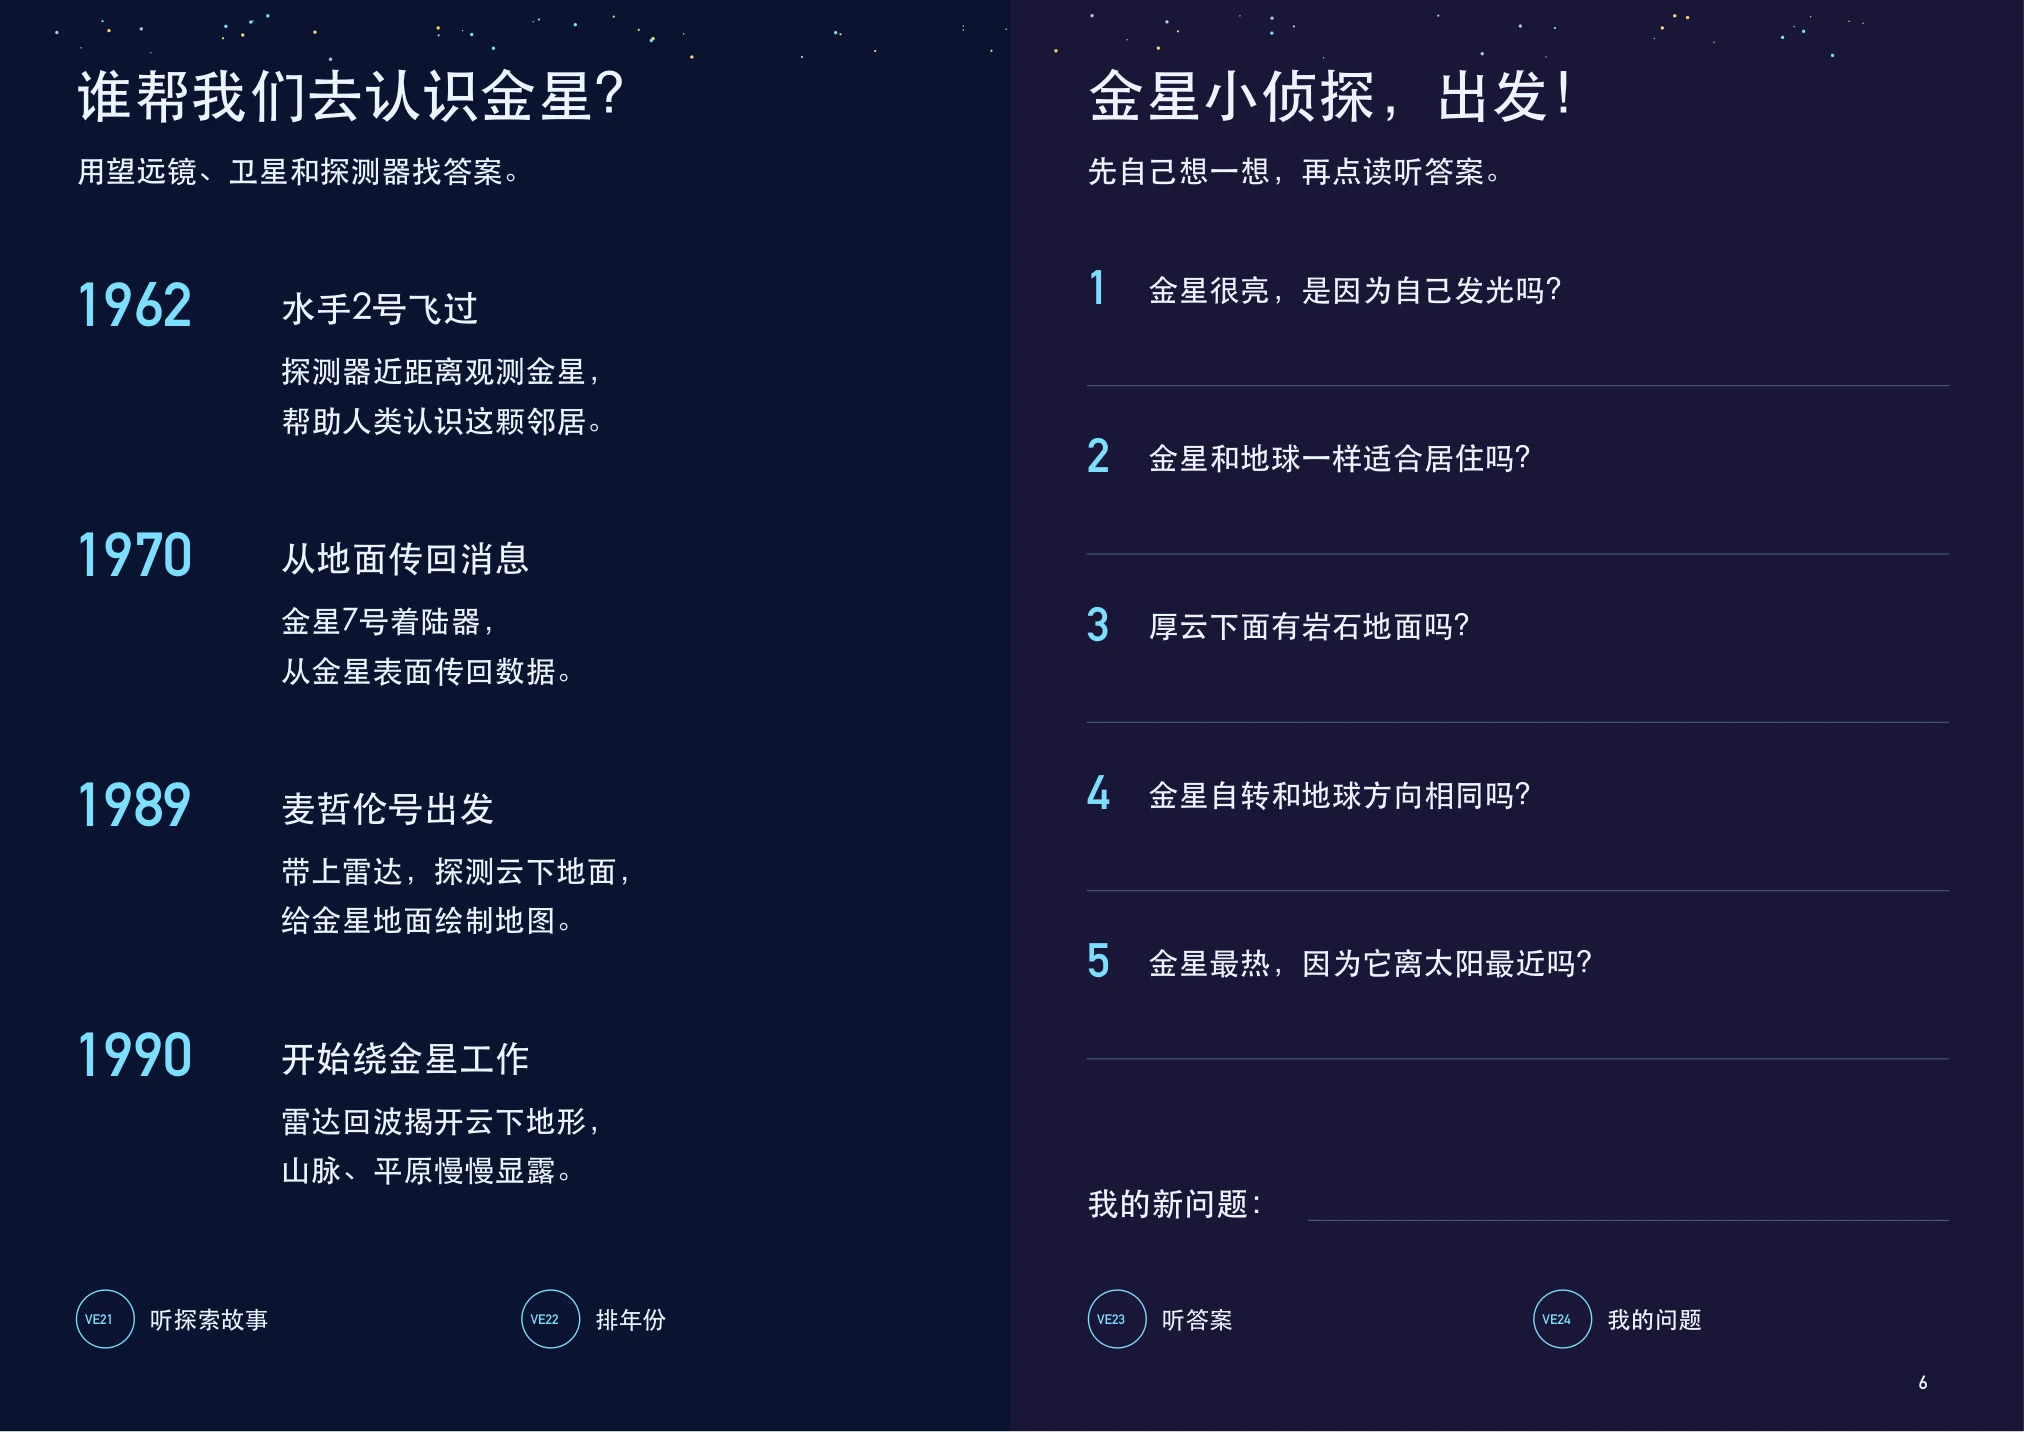 谁帮我们去认识金星?
用望远镜、卫星和探测器找答案。
1962
水手2号飞过
探测器近距离观测金星，
帮助人类认识这颗邻居。
1970
从地面传回消息
金星7号着陆器，
从金星表面传回数据。
1989
麦哲伦号出发
带上雷达，探测云下地面，
给金星地面绘制地图。
1990
开始绕金星工作
雷达回波揭开云下地形，
山脉、平原慢慢显露。
VE21 听探索故事
VE22 排年份
金星小侦探，出发!
先自己想一想，再点读听答案。
1 金星很亮，是因为自己发光吗?
2 金星和地球一样适合居住吗?
3 厚云下面有岩石地面吗?
4 金星自转和地球方向相同吗?
5 金星最热，因为它离太阳最近吗?
我的新问题:
VE23 听答案
VE24 我的问题
6